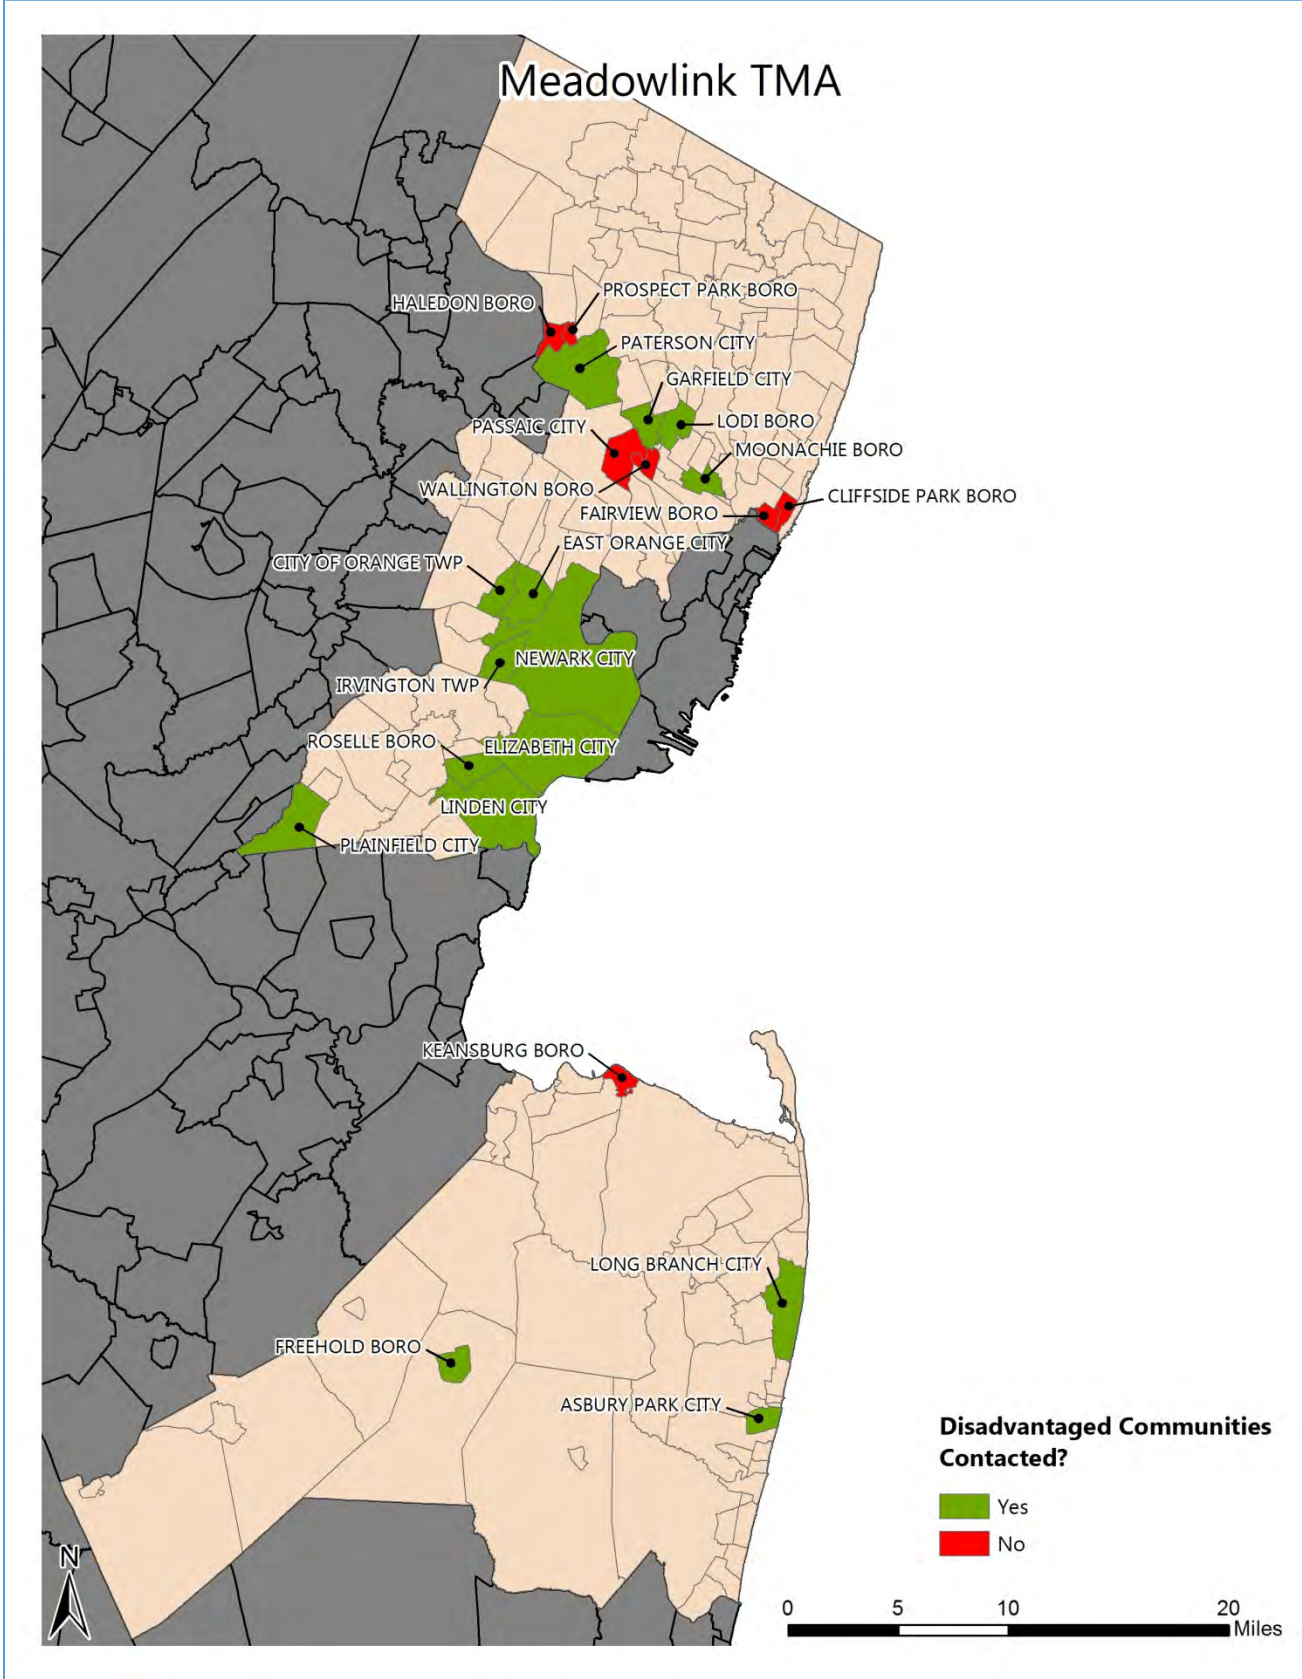 Meadowlink TMA
PROSPECT PARK BORO
HALEDON BORO
PATERSON CITY
GARFIELD CITY
LODI BORO
PASSAIC CITY
MOONACHIE BORO
WALLINGTON BORO
CLIFFSIDE PARK BORO
FAIRVIEW BORO
EAST ORANGE CITY
CITY OF ORANGE TWP
NEWARK CITY
IRVINGTON TWP
ROSELLE BORO
ELIZABETH CITY
LINDEN CITY
PLAINFIELD CITY
KEANSBURG BORO
LONG BRANCH CITY
FREEHOLD BORO
ASBURY PARK CITY
Disadvantaged Communities
Contacted?
Yes
No
N
0 5 10 20
Miles